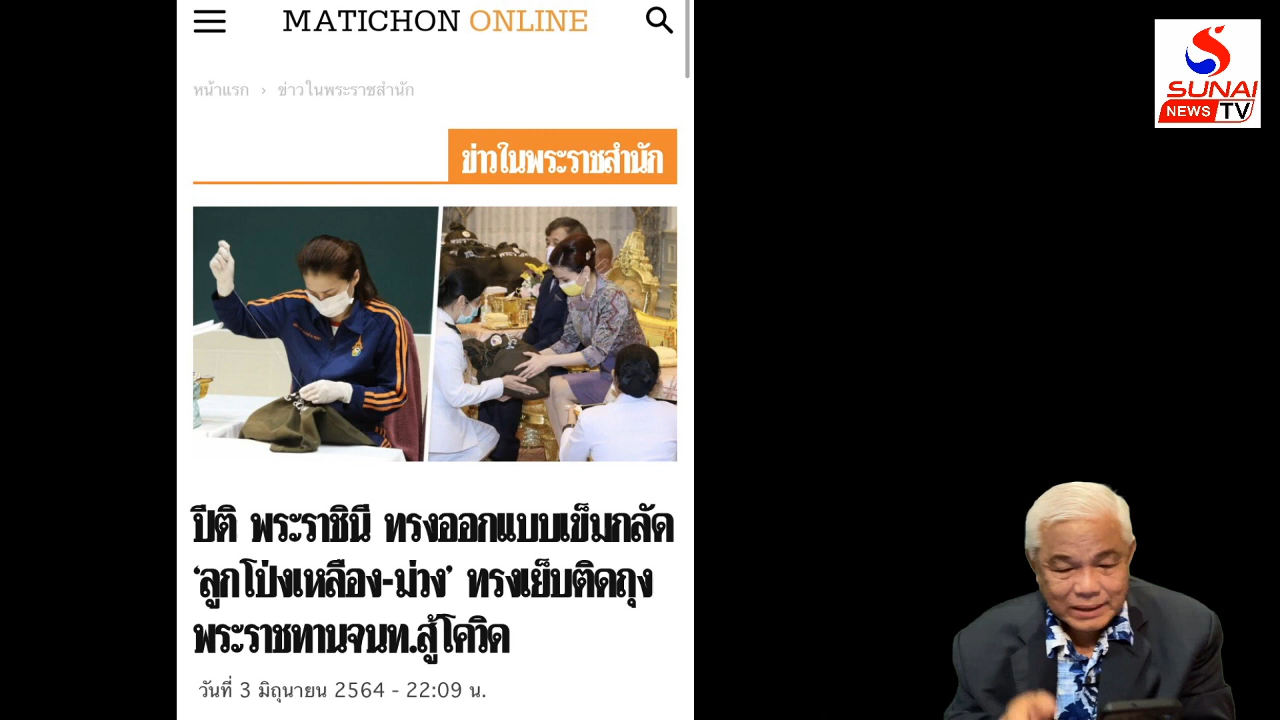 MATICHON ONLINE
หน้าแรก › ข่าวในพระราชสำนัก
ข่าวในพระราชสำนัก
ปีติ พระราชินี ทรงออกแบบเข็มกลัด
‘ลูกโป่งเหลือง-ม่วง’ ทรงเย็บติดถุง
พระราชทานจนท.สู้โควิด
วันที่ 3 มิถุนายน 2564 - 22:09 น.
SUNAI
NEWS TV